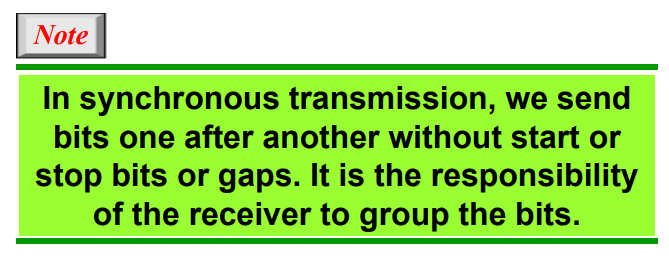 Note
In synchronous transmission, we send
bits one after another without start or
stop bits or gaps. It is the responsibility
of the receiver to group the bits.